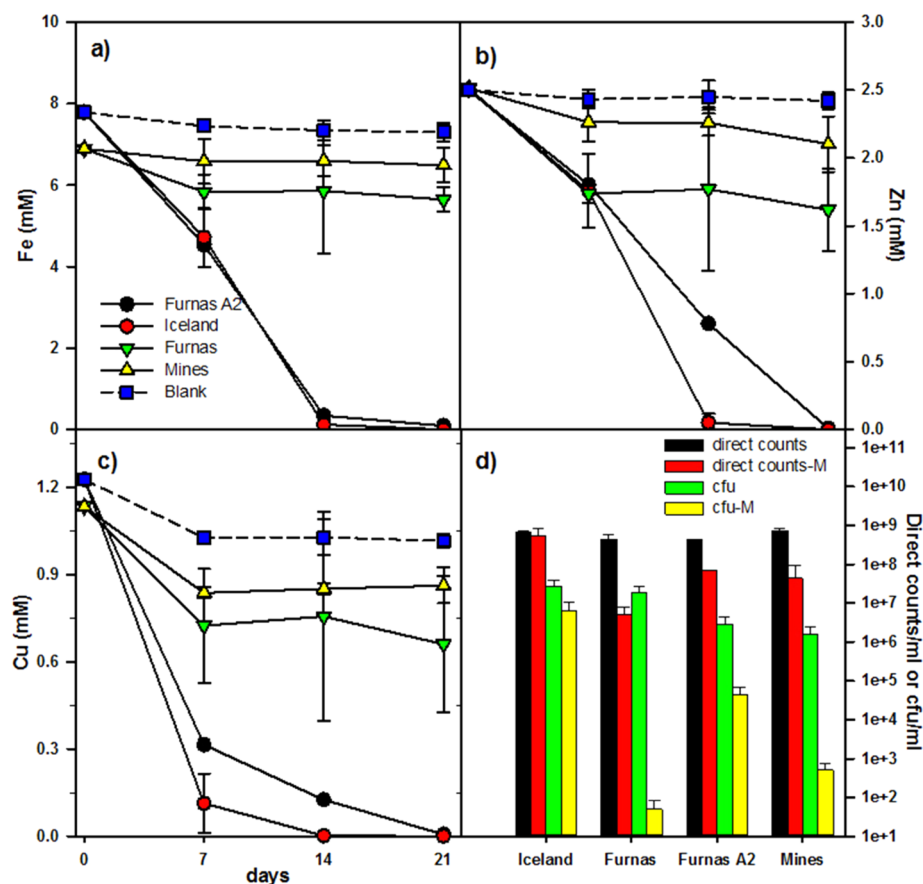 10
8
6
4
2
0
Fe (mM)
a)
Furnas A2
Iceland
Furnas
Mines
Blank
b)
3.0
2.5
2.0
1.5
1.0
0.5
0.0
Zn (mM)
c)
1.2
0.9
0.6
0.3
0.0
Cu (mM)
0
7
14
21
days
d)
direct counts
direct counts-M
cfu
cfu-M
1e+11
1e+10
1e+9
1e+8
1e+7
1e+6
1e+5
1e+4
1e+3
1e+2
1e+1
Direct counts/ml or cfu/ml
Iceland
Furnas
Furnas A2
Mines